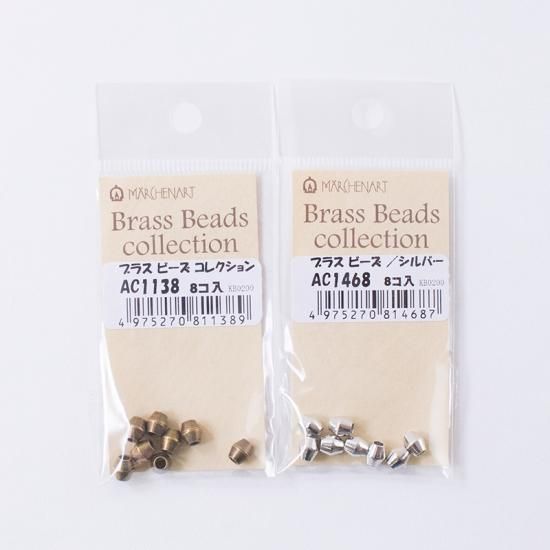 MÄRCHENART
Brass Beads
collection
ブラス ビーズ コレクション
AC1138 8コ入 KB0200
4 975270 811389
MÄRCHENART
Brass Beads
collection
ブラス ビーズ /シルバー
AC1468 8コ入 KB0200
4 975270 814687